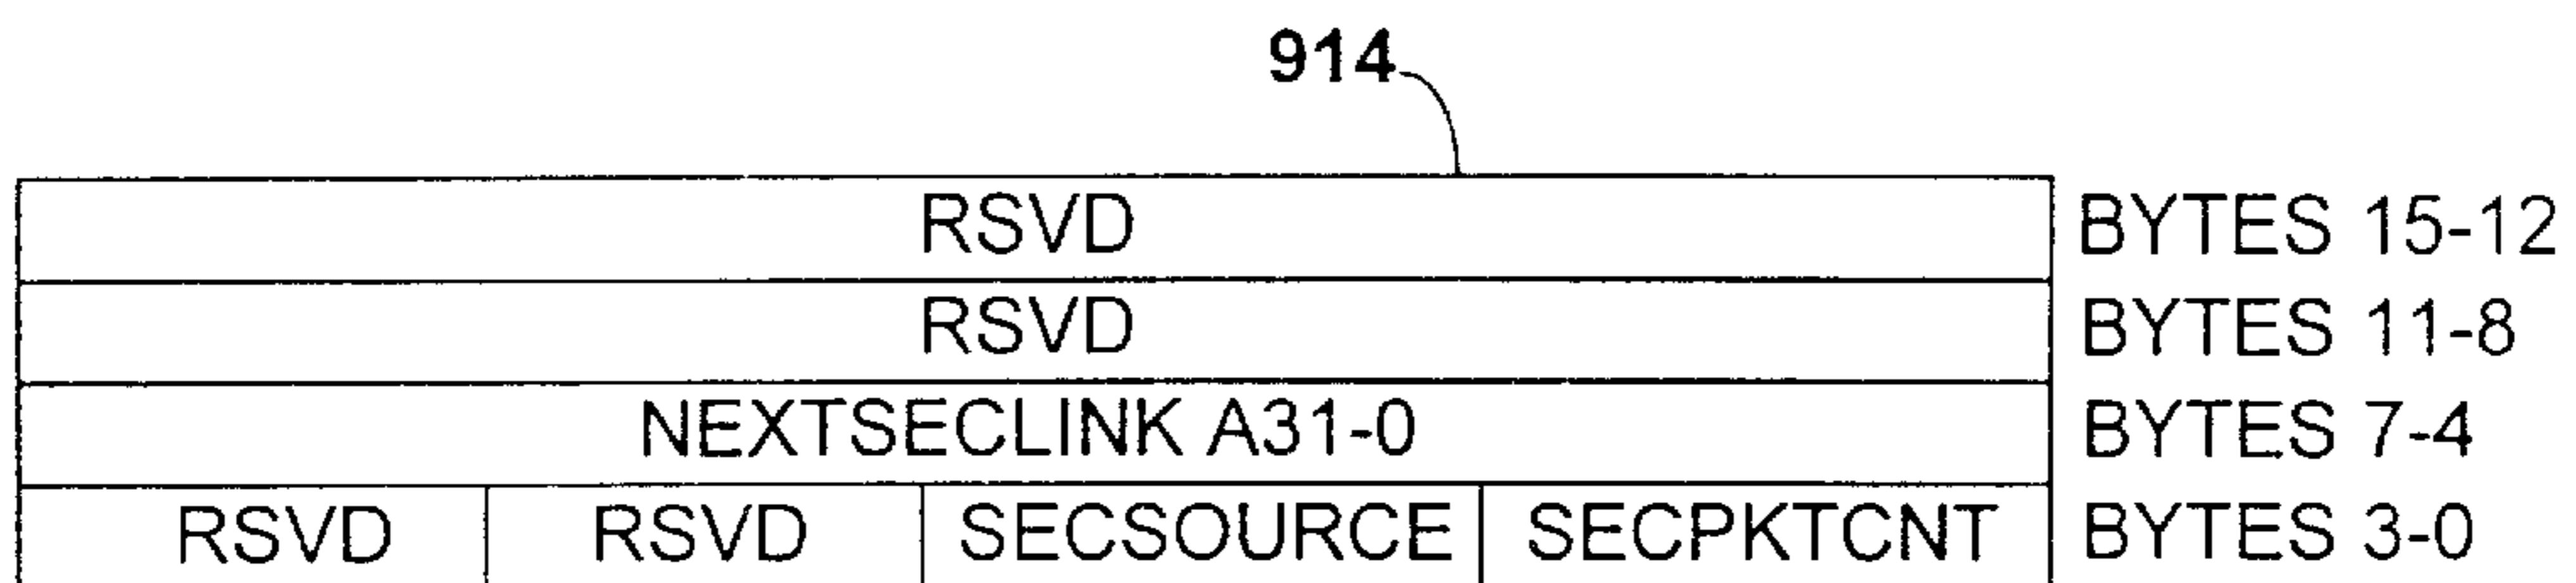 914
RSVD BYTES 15-12
RSVD BYTES 11-8
NEXTSECLINK A31-0 BYTES 7-4
RSVD RSVD SECSOURCE SECPKTCNT BYTES 3-0